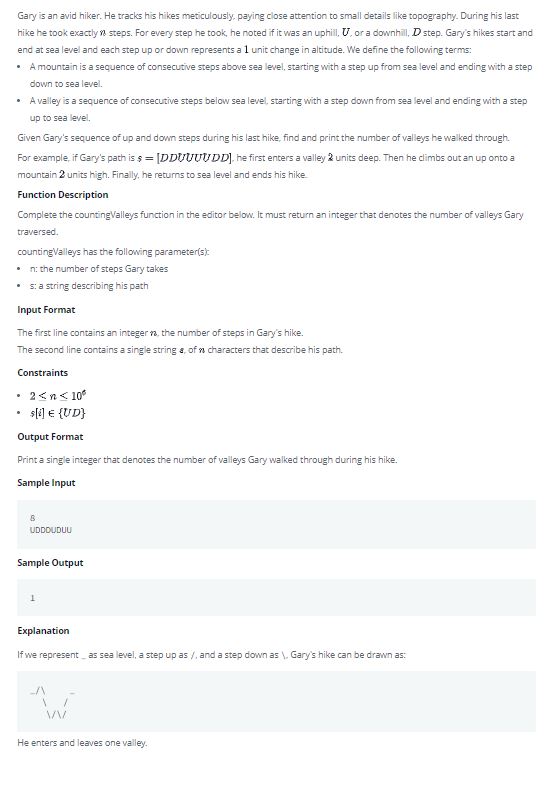 Gary is an avid hiker. He tracks his hikes meticulously, paying close attention to small details like topography. During his last
hike he took exactly n steps. For every step he took, he noted if it was an uphill, U, or a downhill, D step. Gary's hikes start and
end at sea level and each step up or down represents a 1 unit change in altitude. We define the following terms:
• A mountain is a sequence of consecutive steps above sea level, starting with a step up from sea level and ending with a step
down to sea level.
• A valley is a sequence of consecutive steps below sea level, starting with a step down from sea level and ending with a step
up to sea level.
Given Gary's sequence of up and down steps during his last hike, find and print the number of valleys he walked through.
For example, if Gary's path is s = [DDUUUUDD], he first enters a valley 2 units deep. Then he climbs out an up onto a
mountain 2 units high. Finally, he returns to sea level and ends his hike.
Function Description
Complete the countingValleys function in the editor below. It must return an integer that denotes the number of valleys Gary
traversed.
countingValleys has the following parameter(s):
• n: the number of steps Gary takes
• s: a string describing his path
Input Format
The first line contains an integer n, the number of steps in Gary's hike.
The second line contains a single string s, of n characters that describe his path.
Constraints
• 2 ≤ n ≤ 10⁶
• s[i] ∈ {UD}
Output Format
Print a single integer that denotes the number of valleys Gary walked through during his hike.
Sample Input
8
UDDDUDUU
Sample Output
1
Explanation
If we represent _ as sea level, a step up as /, and a step down as \, Gary's hike can be drawn as:
_/\      _
   \    /
    \/\/
He enters and leaves one valley.